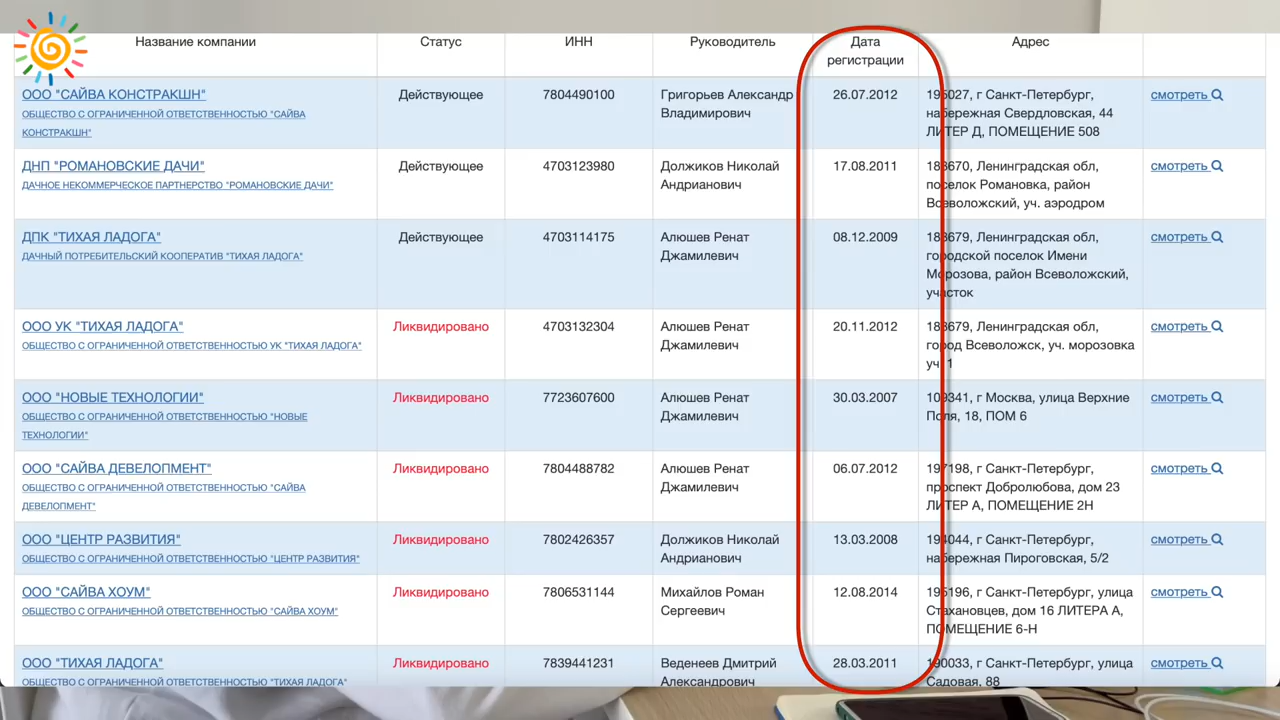 Название компании Статус ИНН Руководитель Дата Адрес
регистрации
ООО "САЙВА КОНСТРАКШН" Действующее 7804490100 Григорьев Александр 26.07.2012 195027, г Санкт-Петербург, смотреть
ОБЩЕСТВО С ОГРАНИЧЕННОЙ ОТВЕТСТВЕННОСТЬЮ "САЙВА Владимирович набережная Свердловская, 44
КОНСТРАКШН" ЛИТЕР Д, ПОМЕЩЕНИЕ 508
ДНП "РОМАНОВСКИЕ ДАЧИ" Действующее 4703123980 Должиков Николай 17.08.2011 188670, Ленинградская обл, смотреть
ДАЧНОЕ НЕКОММЕРЧЕСКОЕ ПАРТНЕРСТВО "РОМАНОВСКИЕ ДАЧИ" Андрианович поселок Романовка, район
Всеволожский, уч. аэродром
ДПК "ТИХАЯ ЛАДОГА" Действующее 4703114175 Алюшев Ренат 08.12.2009 188679, Ленинградская обл, смотреть
ДАЧНЫЙ ПОТРЕБИТЕЛЬСКИЙ КООПЕРАТИВ "ТИХАЯ ЛАДОГА" Джамилевич городской поселок Имени
Морозова, район Всеволожский,
участок
ООО УК "ТИХАЯ ЛАДОГА" Ликвидировано 4703132304 Алюшев Ренат 20.11.2012 188679, Ленинградская обл, смотреть
ОБЩЕСТВО С ОГРАНИЧЕННОЙ ОТВЕТСТВЕННОСТЬЮ УК "ТИХАЯ ЛАДОГА" Джамилевич город Всеволожск, уч. морозовка
уч. 1
ООО "НОВЫЕ ТЕХНОЛОГИИ" Ликвидировано 7723607600 Алюшев Ренат 30.03.2007 109341, г Москва, улица Верхние смотреть
ОБЩЕСТВО С ОГРАНИЧЕННОЙ ОТВЕТСТВЕННОСТЬЮ "НОВЫЕ Джамилевич Поля, 18, ПОМ 6
ТЕХНОЛОГИИ"
ООО "САЙВА ДЕВЕЛОПМЕНТ" Ликвидировано 7804488782 Алюшев Ренат 06.07.2012 197198, г Санкт-Петербург, смотреть
ОБЩЕСТВО С ОГРАНИЧЕННОЙ ОТВЕТСТВЕННОСТЬЮ "САЙВА Джамилевич проспект Добролюбова, дом 23
ДЕВЕЛОПМЕНТ" ЛИТЕР А, ПОМЕЩЕНИЕ 2Н
ООО "ЦЕНТР РАЗВИТИЯ" Ликвидировано 7802426357 Должиков Николай 13.03.2008 194044, г Санкт-Петербург, смотреть
ОБЩЕСТВО С ОГРАНИЧЕННОЙ ОТВЕТСТВЕННОСТЬЮ "ЦЕНТР РАЗВИТИЯ" Андрианович набережная Пироговская, 5/2
ООО "САЙВА ХОУМ" Ликвидировано 7806531144 Михайлов Роман 12.08.2014 195196, г Санкт-Петербург, улица смотреть
ОБЩЕСТВО С ОГРАНИЧЕННОЙ ОТВЕТСТВЕННОСТЬЮ "САЙВА ХОУМ" Сергеевич Стахановцев, дом 16 ЛИТЕРА А,
ПОМЕЩЕНИЕ 6-Н
ООО "ТИХАЯ ЛАДОГА" Ликвидировано 7839441231 Веденеев Дмитрий 28.03.2011 190033, г Санкт-Петербург, улица смотреть
ОБЩЕСТВО С ОГРАНИЧЕННОЙ ОТВЕТСТВЕННОСТЬЮ "ТИХАЯ ЛАДОГА" Александрович Садовая, 88